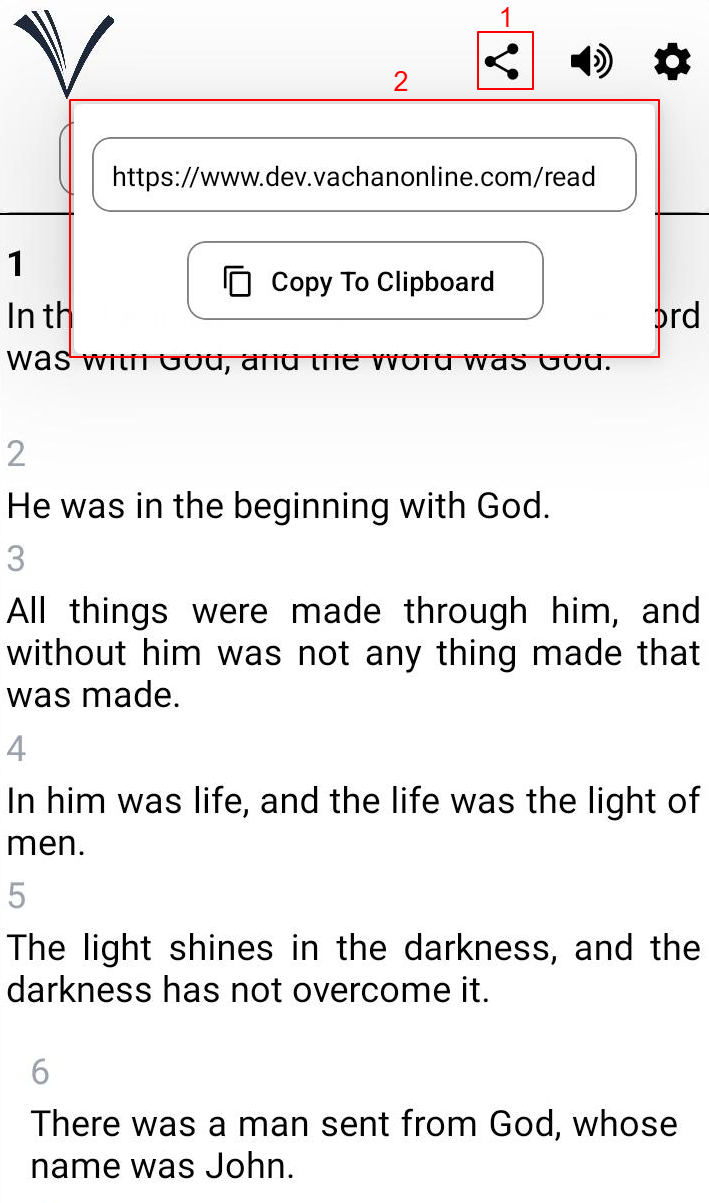 1
2
https://www.dev.vachanonline.com/read
Copy To Clipboard
1
In
was with God, and the Word was God.
2
He was in the beginning with God.
3
All things were made through him, and
without him was not any thing made that
was made.
4
In him was life, and the life was the light of
men.
5
The light shines in the darkness, and the
darkness has not overcome it.
6
There was a man sent from God, whose
name was John.